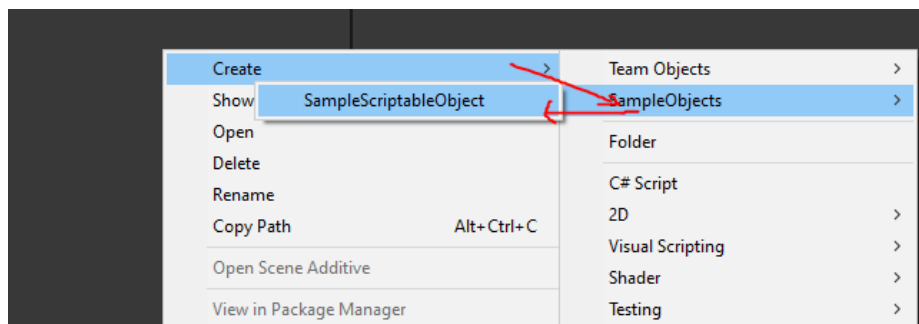 Create
Show
SampleScriptableObject
Open
Delete
Rename
Copy Path Alt+Ctrl+C
Open Scene Additive
View in Package Manager
Team Objects
SampleObjects
Folder
C# Script
2D
Visual Scripting
Shader
Testing